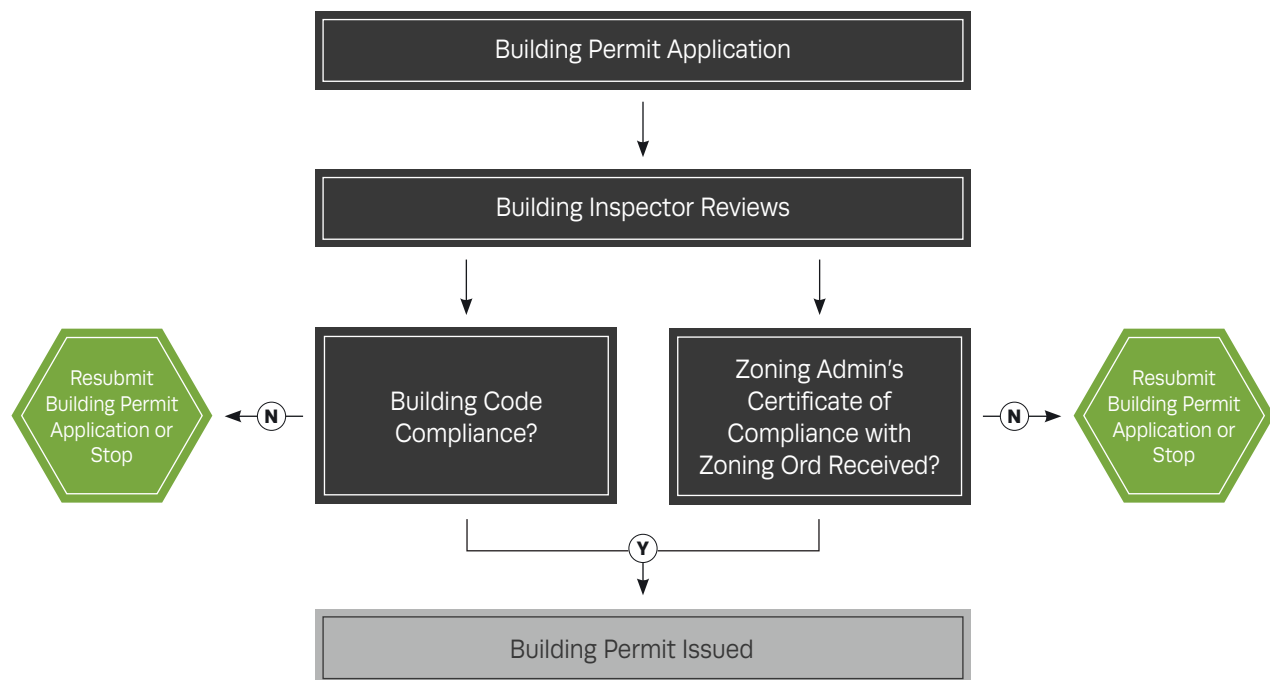 Building Permit Application
Building Inspector Reviews
Resubmit
Building Permit
Application or
Stop
N
Building Code
Compliance?
Zoning Admin's
Certificate of
Compliance with
Zoning Ord Received?
N
Resubmit
Building Permit
Application or
Stop
Y
Building Permit Issued